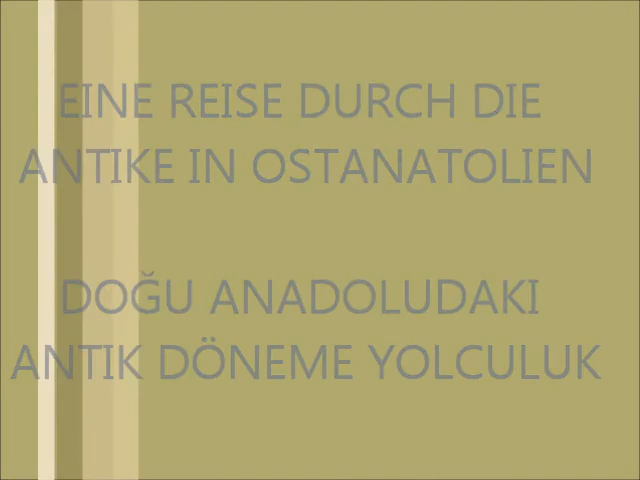 EINE REISE DURCH DIE
ANTIKE IN OSTANATOLIEN
DOĞU ANADOLUDAKI
ANTIK DÖNEME YOLCULUK